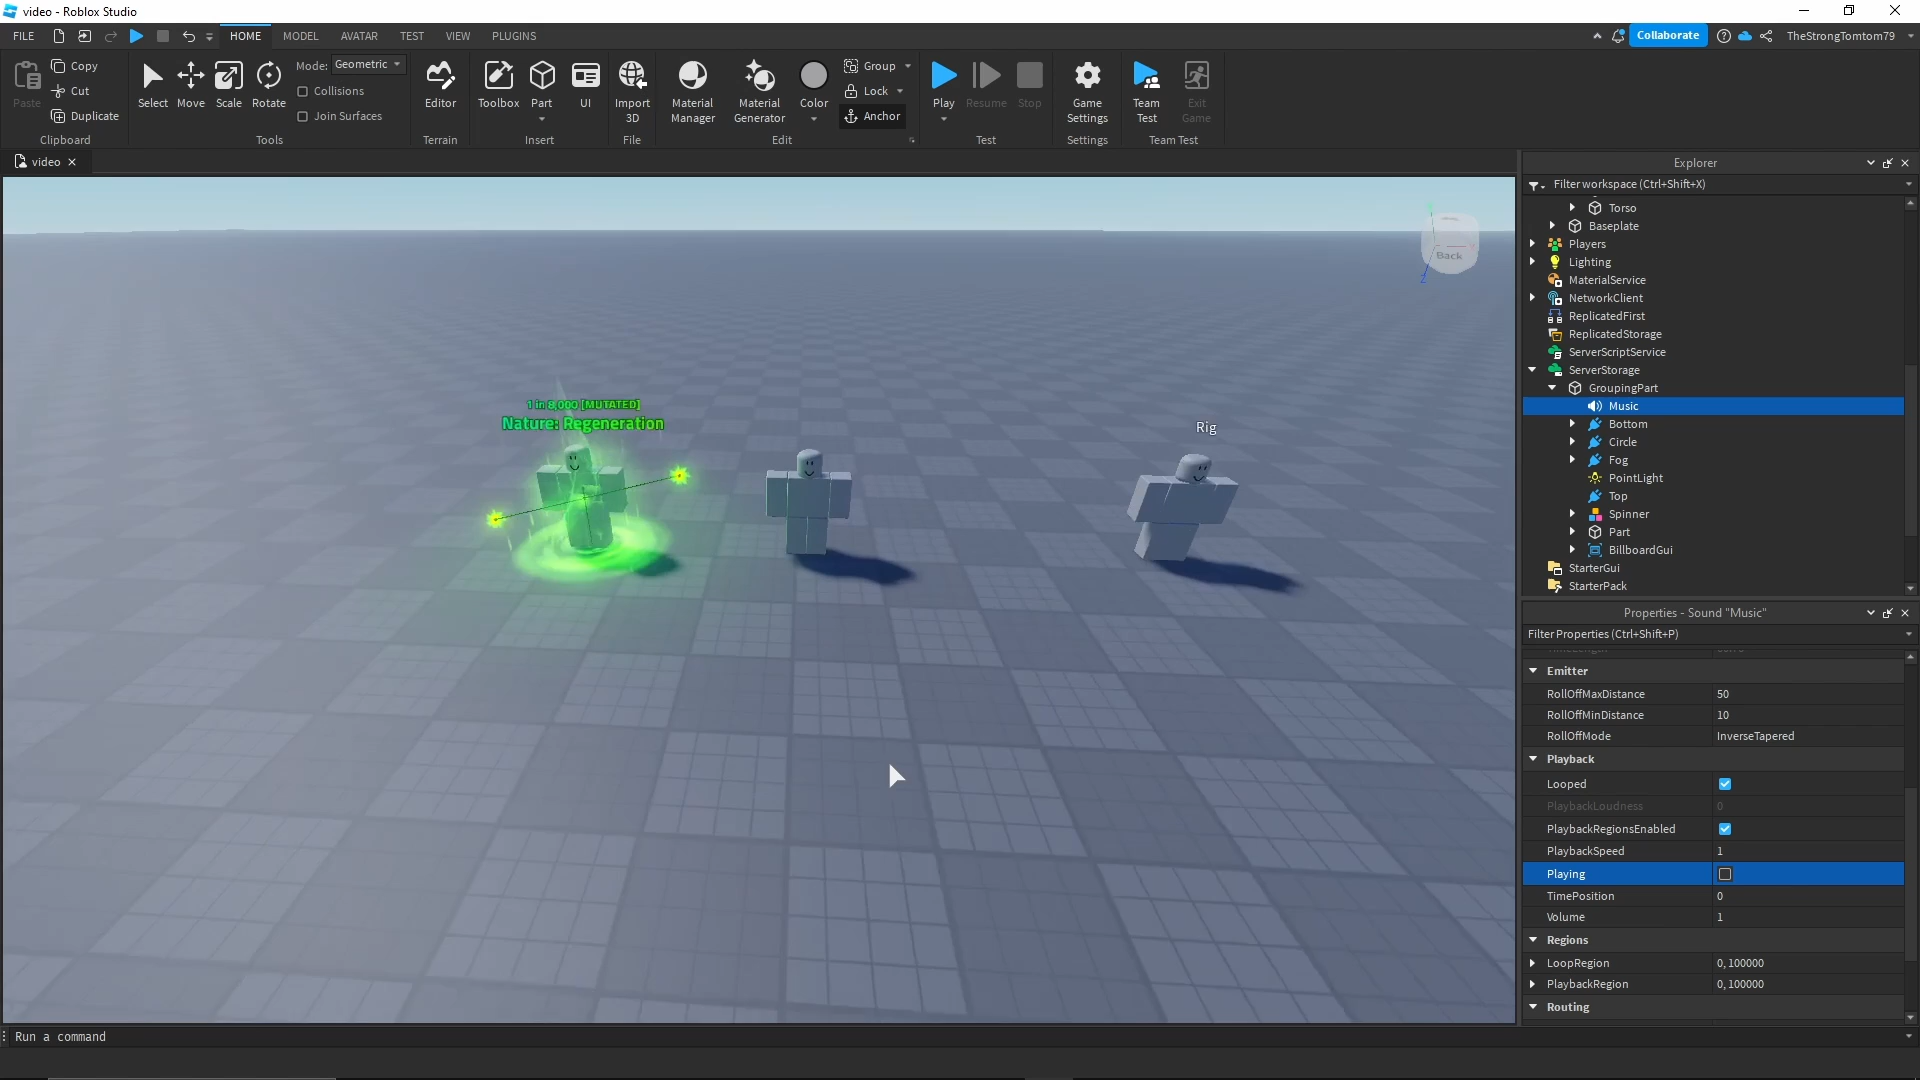 video - Roblox Studio
FILE
HOME
MODEL
AVATAR
TEST
VIEW
PLUGINS
Collaborate
TheStrongTomtom79
Paste
Copy
Cut
Duplicate
Clipboard
Select
Move
Scale
Rotate
Mode: Geometric
Collisions
Join Surfaces
Tools
Editor
Terrain
Toolbox
Part
UI
Insert
Import
3D
File
Material
Manager
Material
Generator
Color
Group
Lock
Anchor
Edit
Play
Resume
Stop
Test
Game
Settings
Settings
Team
Test
Exit
Game
Team Test
video
1 in 8,000 [MUTATED]
Nature: Regeneration
Rig
Back
Z
Explorer
Filter workspace (Ctrl+Shift+X)
Torso
Baseplate
Players
Lighting
MaterialService
NetworkClient
ReplicatedFirst
ReplicatedStorage
ServerScriptService
ServerStorage
GroupingPart
Music
Bottom
Circle
Fog
PointLight
Top
Spinner
Part
BillboardGui
StarterGui
StarterPack
Properties - Sound "Music"
Filter Properties (Ctrl+Shift+P)
Emitter
RollOffMaxDistance 50
RollOffMinDistance 10
RollOffMode InverseTapered
Playback
Looped
PlaybackLoudness 0
PlaybackRegionsEnabled
PlaybackSpeed 1
Playing
TimePosition 0
Volume 1
Regions
LoopRegion 0, 100000
PlaybackRegion 0, 100000
Routing
Run a command